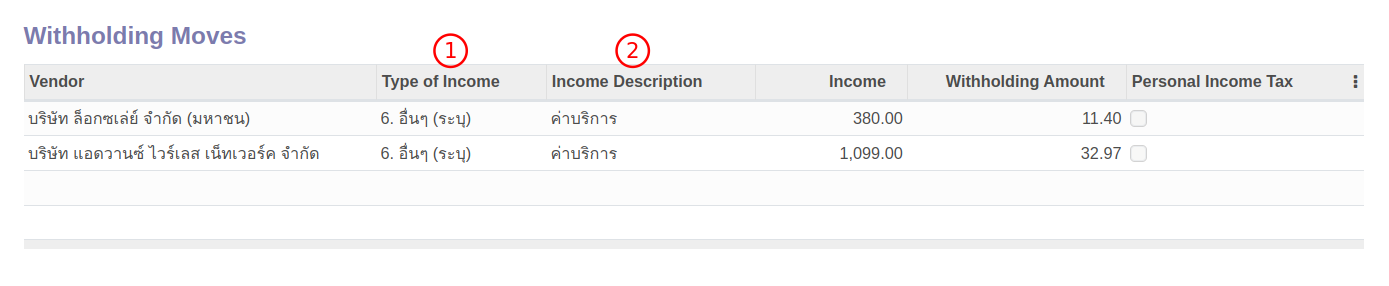 Withholding Moves
1 2
Vendor Type of Income Income Description Income Withholding Amount Personal Income Tax
บริษัท ล็อกซเล่ย์ จำกัด (มหาชน) 6. อื่นๆ (ระบุ) ค่าบริการ 380.00 11.40
บริษัท แอดวานซ์ ไวร์เลส เน็ทเวอร์ค จำกัด 6. อื่นๆ (ระบุ) ค่าบริการ 1,099.00 32.97